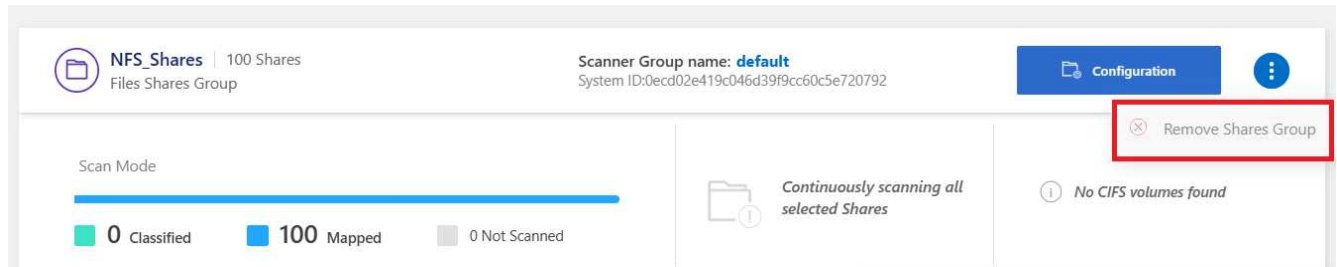 NFS_Shares | 100 Shares
Files Shares Group
Scanner Group name: default
System ID:0ecd02e419c046d39f9cc60c5e720792
Configuration
Remove Shares Group
Scan Mode
0 Classified
100 Mapped
0 Not Scanned
Continuously scanning all
selected Shares
No CIFS volumes found